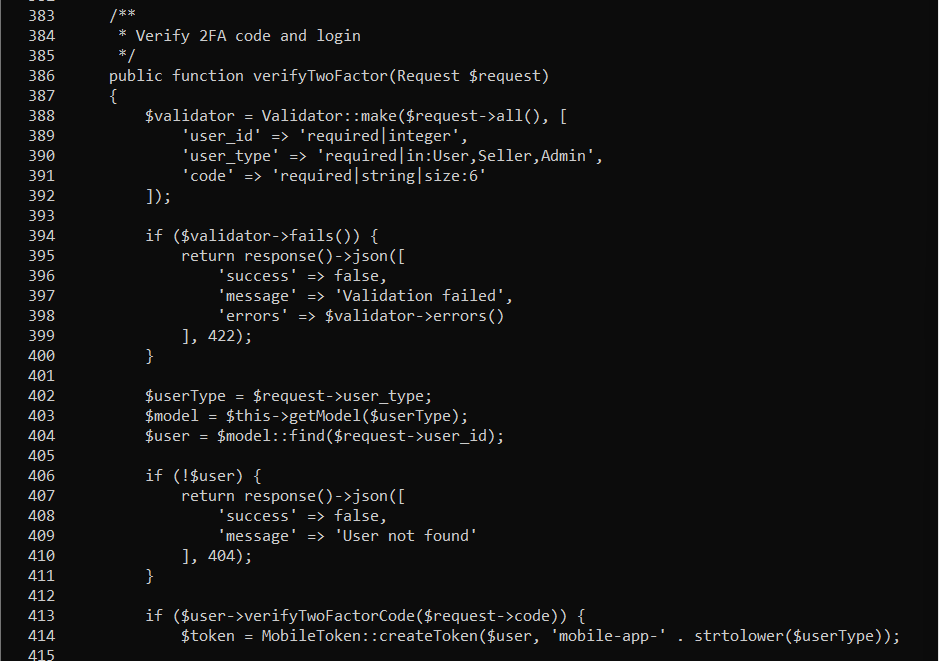 383     /**
384      * Verify 2FA code and login
385      */
386     public function verifyTwoFactor(Request $request)
387     {
388         $validator = Validator::make($request->all(), [
389             'user_id' => 'required|integer',
390             'user_type' => 'required|in:User,Seller,Admin',
391             'code' => 'required|string|size:6'
392         ]);
393
394         if ($validator->fails()) {
395             return response()->json([
396                 'success' => false,
397                 'message' => 'Validation failed',
398                 'errors' => $validator->errors()
399             ], 422);
400         }
401
402         $userType = $request->user_type;
403         $model = $this->getModel($userType);
404         $user = $model::find($request->user_id);
405
406         if (!$user) {
407             return response()->json([
408                 'success' => false,
409                 'message' => 'User not found'
410             ], 404);
411         }
412
413         if ($user->verifyTwoFactorCode($request->code)) {
414             $token = MobileToken::createToken($user, 'mobile-app-' . strtolower($userType));
415